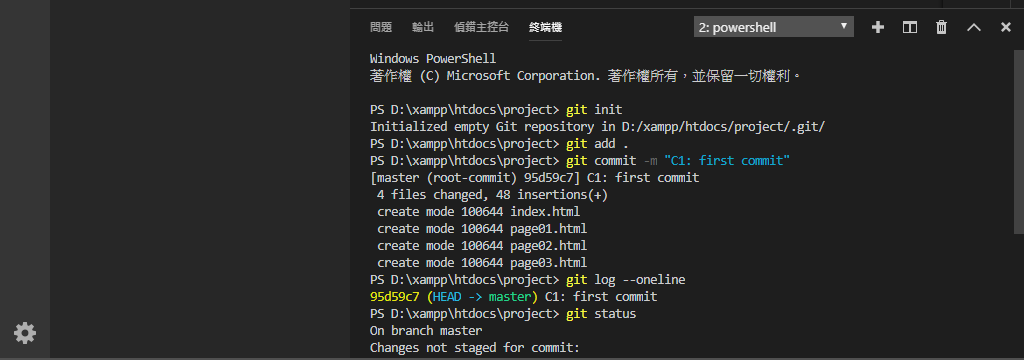 問題 輸出 偵錯主控台 終端機 2: powershell
Windows PowerShell
著作權 (C) Microsoft Corporation. 著作權所有，並保留一切權利。
PS D:\xampp\htdocs\project> git init
Initialized empty Git repository in D:/xampp/htdocs/project/.git/
PS D:\xampp\htdocs\project> git add .
PS D:\xampp\htdocs\project> git commit -m "C1: first commit"
[master (root-commit) 95d59c7] C1: first commit
 4 files changed, 48 insertions(+)
 create mode 100644 index.html
 create mode 100644 page01.html
 create mode 100644 page02.html
 create mode 100644 page03.html
PS D:\xampp\htdocs\project> git log --oneline
95d59c7 (HEAD -> master) C1: first commit
PS D:\xampp\htdocs\project> git status
On branch master
Changes not staged for commit: